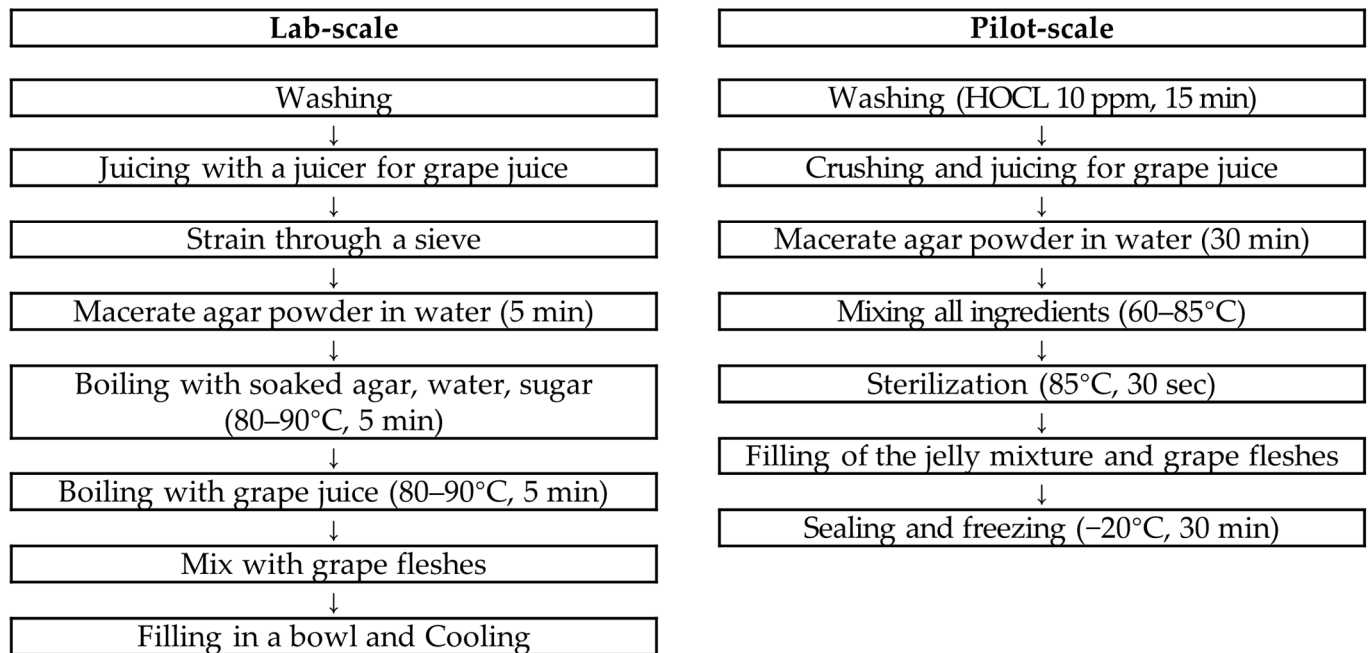 Lab-scale
Washing
↓
Juicing with a juicer for grape juice
↓
Strain through a sieve
↓
Macerate agar powder in water (5 min)
↓
Boiling with soaked agar, water, sugar
(80–90°C, 5 min)
↓
Boiling with grape juice (80–90°C, 5 min)
↓
Mix with grape fleshes
↓
Filling in a bowl and Cooling
Pilot-scale
Washing (HOCL 10 ppm, 15 min)
↓
Crushing and juicing for grape juice
↓
Macerate agar powder in water (30 min)
↓
Mixing all ingredients (60–85°C)
↓
Sterilization (85°C, 30 sec)
↓
Filling of the jelly mixture and grape fleshes
↓
Sealing and freezing (−20°C, 30 min)